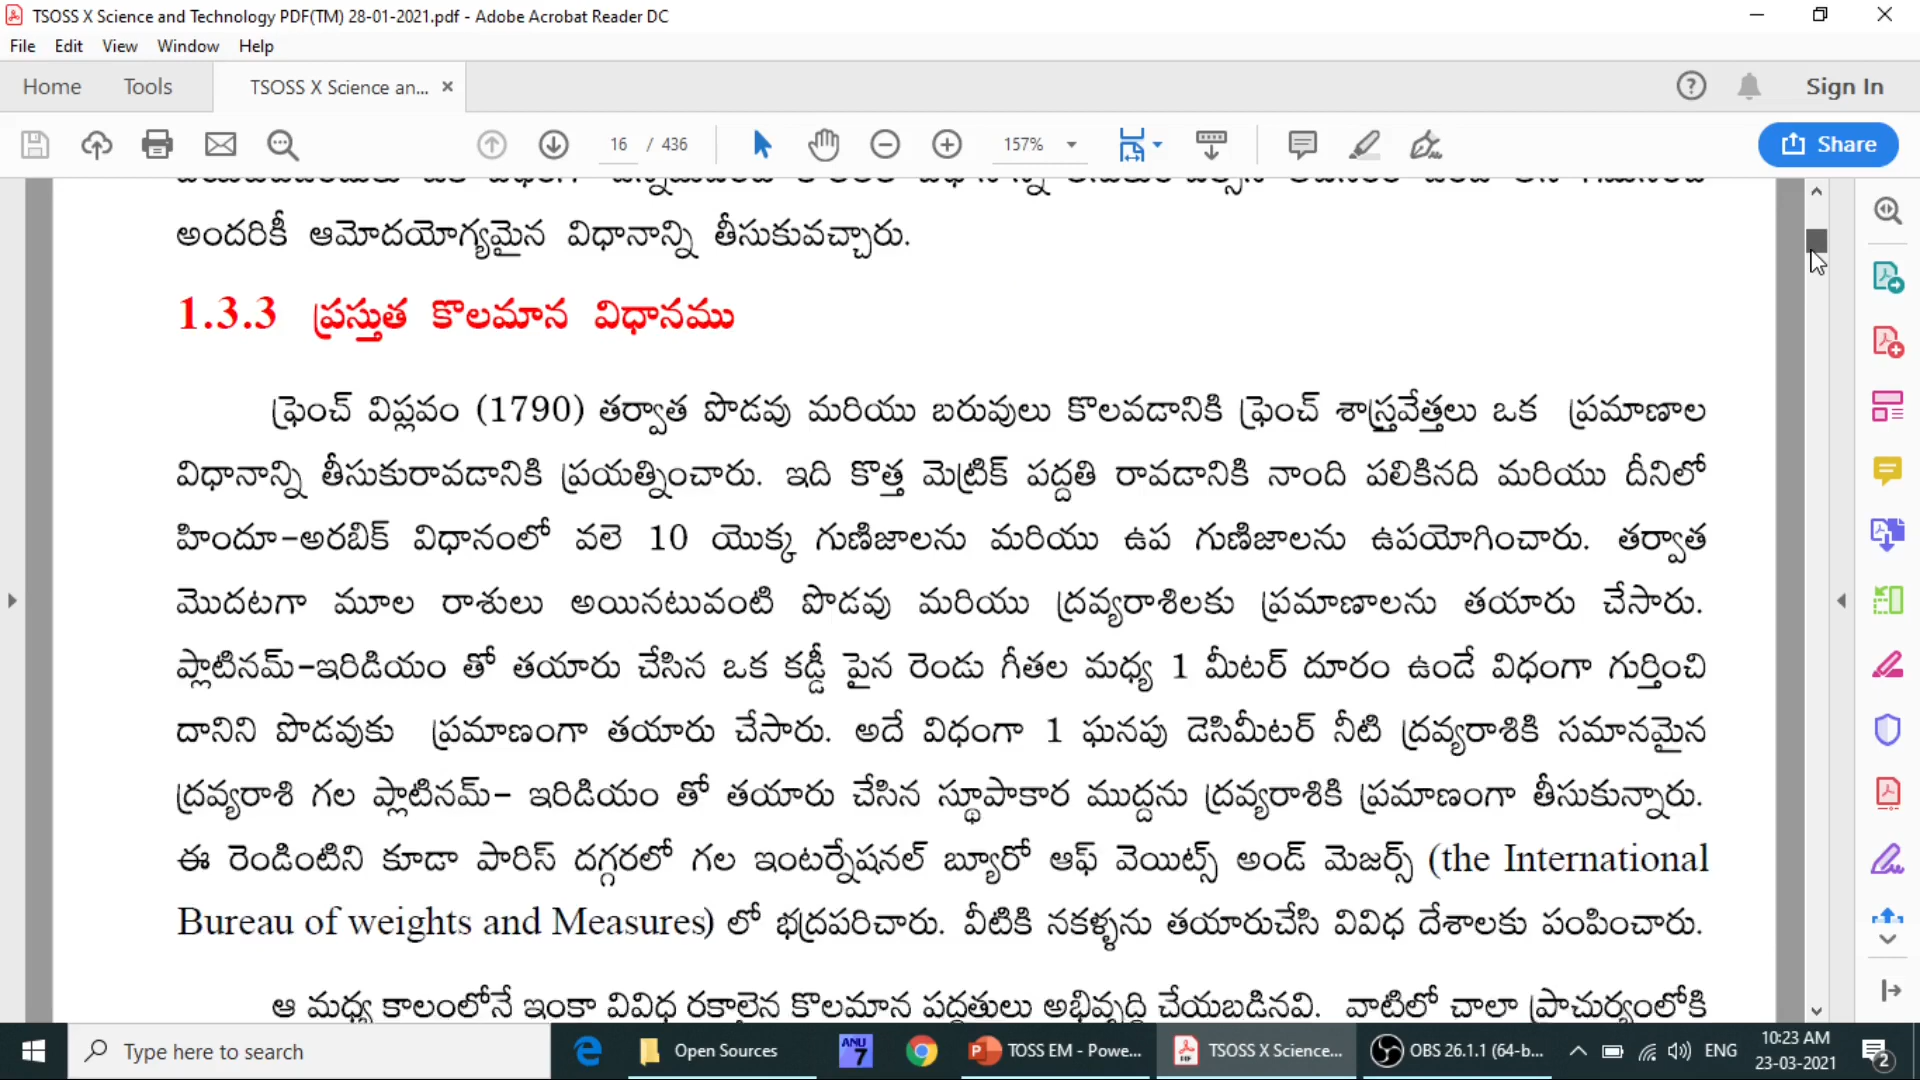 TSOSS X Science and Technology PDF(TM) 28-01-2021.pdf - Adobe Acrobat Reader DC
File Edit View Window Help
Home Tools TSOSS X Science an... × Sign In
16 / 436 157% Share
అందరికీ ఆమోదయోగ్యమైన విధానాన్ని తీసుకువచ్చారు.
1.3.3 ప్రస్తుత కొలమాన విధానము
ఫ్రెంచ్ విప్లవం (1790) తర్వాత పొడవు మరియు బరువులు కొలవడానికి ఫ్రెంచ్ శాస్త్రవేత్తలు ఒక ప్రమాణాల
విధానాన్ని తీసుకురావడానికి ప్రయత్నించారు. ఇది కొత్త మెట్రిక్ పద్దతి రావడానికి నాంది పలికినది మరియు దీనిలో
హిందూ-అరబిక్ విధానంలో వలె 10 యొక్క గుణిజాలను మరియు ఉప గుణిజాలను ఉపయోగించారు. తర్వాత
మొదటగా మూల రాశులు అయినటువంటి పొడవు మరియు ద్రవ్యరాశిలకు ప్రమాణాలను తయారు చేసారు.
ప్లాటినమ్-ఇరిడియం తో తయారు చేసిన ఒక కడ్డీ పైన రెండు గీతల మధ్య 1 మీటర్ దూరం ఉండే విధంగా గుర్తించి
దానిని పొడవుకు ప్రమాణంగా తయారు చేసారు. అదే విధంగా 1 ఘనపు డెసిమీటర్ నీటి ద్రవ్యరాశికి సమానమైన
ద్రవ్యరాశి గల ప్లాటినమ్- ఇరిడియం తో తయారు చేసిన స్థూపాకార ముద్దను ద్రవ్యరాశికి ప్రమాణంగా తీసుకున్నారు.
ఈ రెండింటిని కూడా పారిస్ దగ్గరలో గల ఇంటర్నేషనల్ బ్యూరో ఆఫ్ వెయిట్స్ అండ్ మెజర్స్ (the International
Bureau of weights and Measures) లో భద్రపరిచారు. వీటికి నకళ్ళను తయారుచేసి వివిధ దేశాలకు పంపించారు.
ఆ మధ్య కాలంలోనే ఇంకా వివిధ రకాలైన కొలమాన పద్దతులు అభివృద్ది చేయబడినవి. వాటిలో చాలా ప్రాచుర్యంలోకి
Type here to search Open Sources ANU 7 TOSS EM - Powe... TSOSS X Science... OBS 26.1.1 (64-b... ENG 10:23 AM
23-03-2021 2